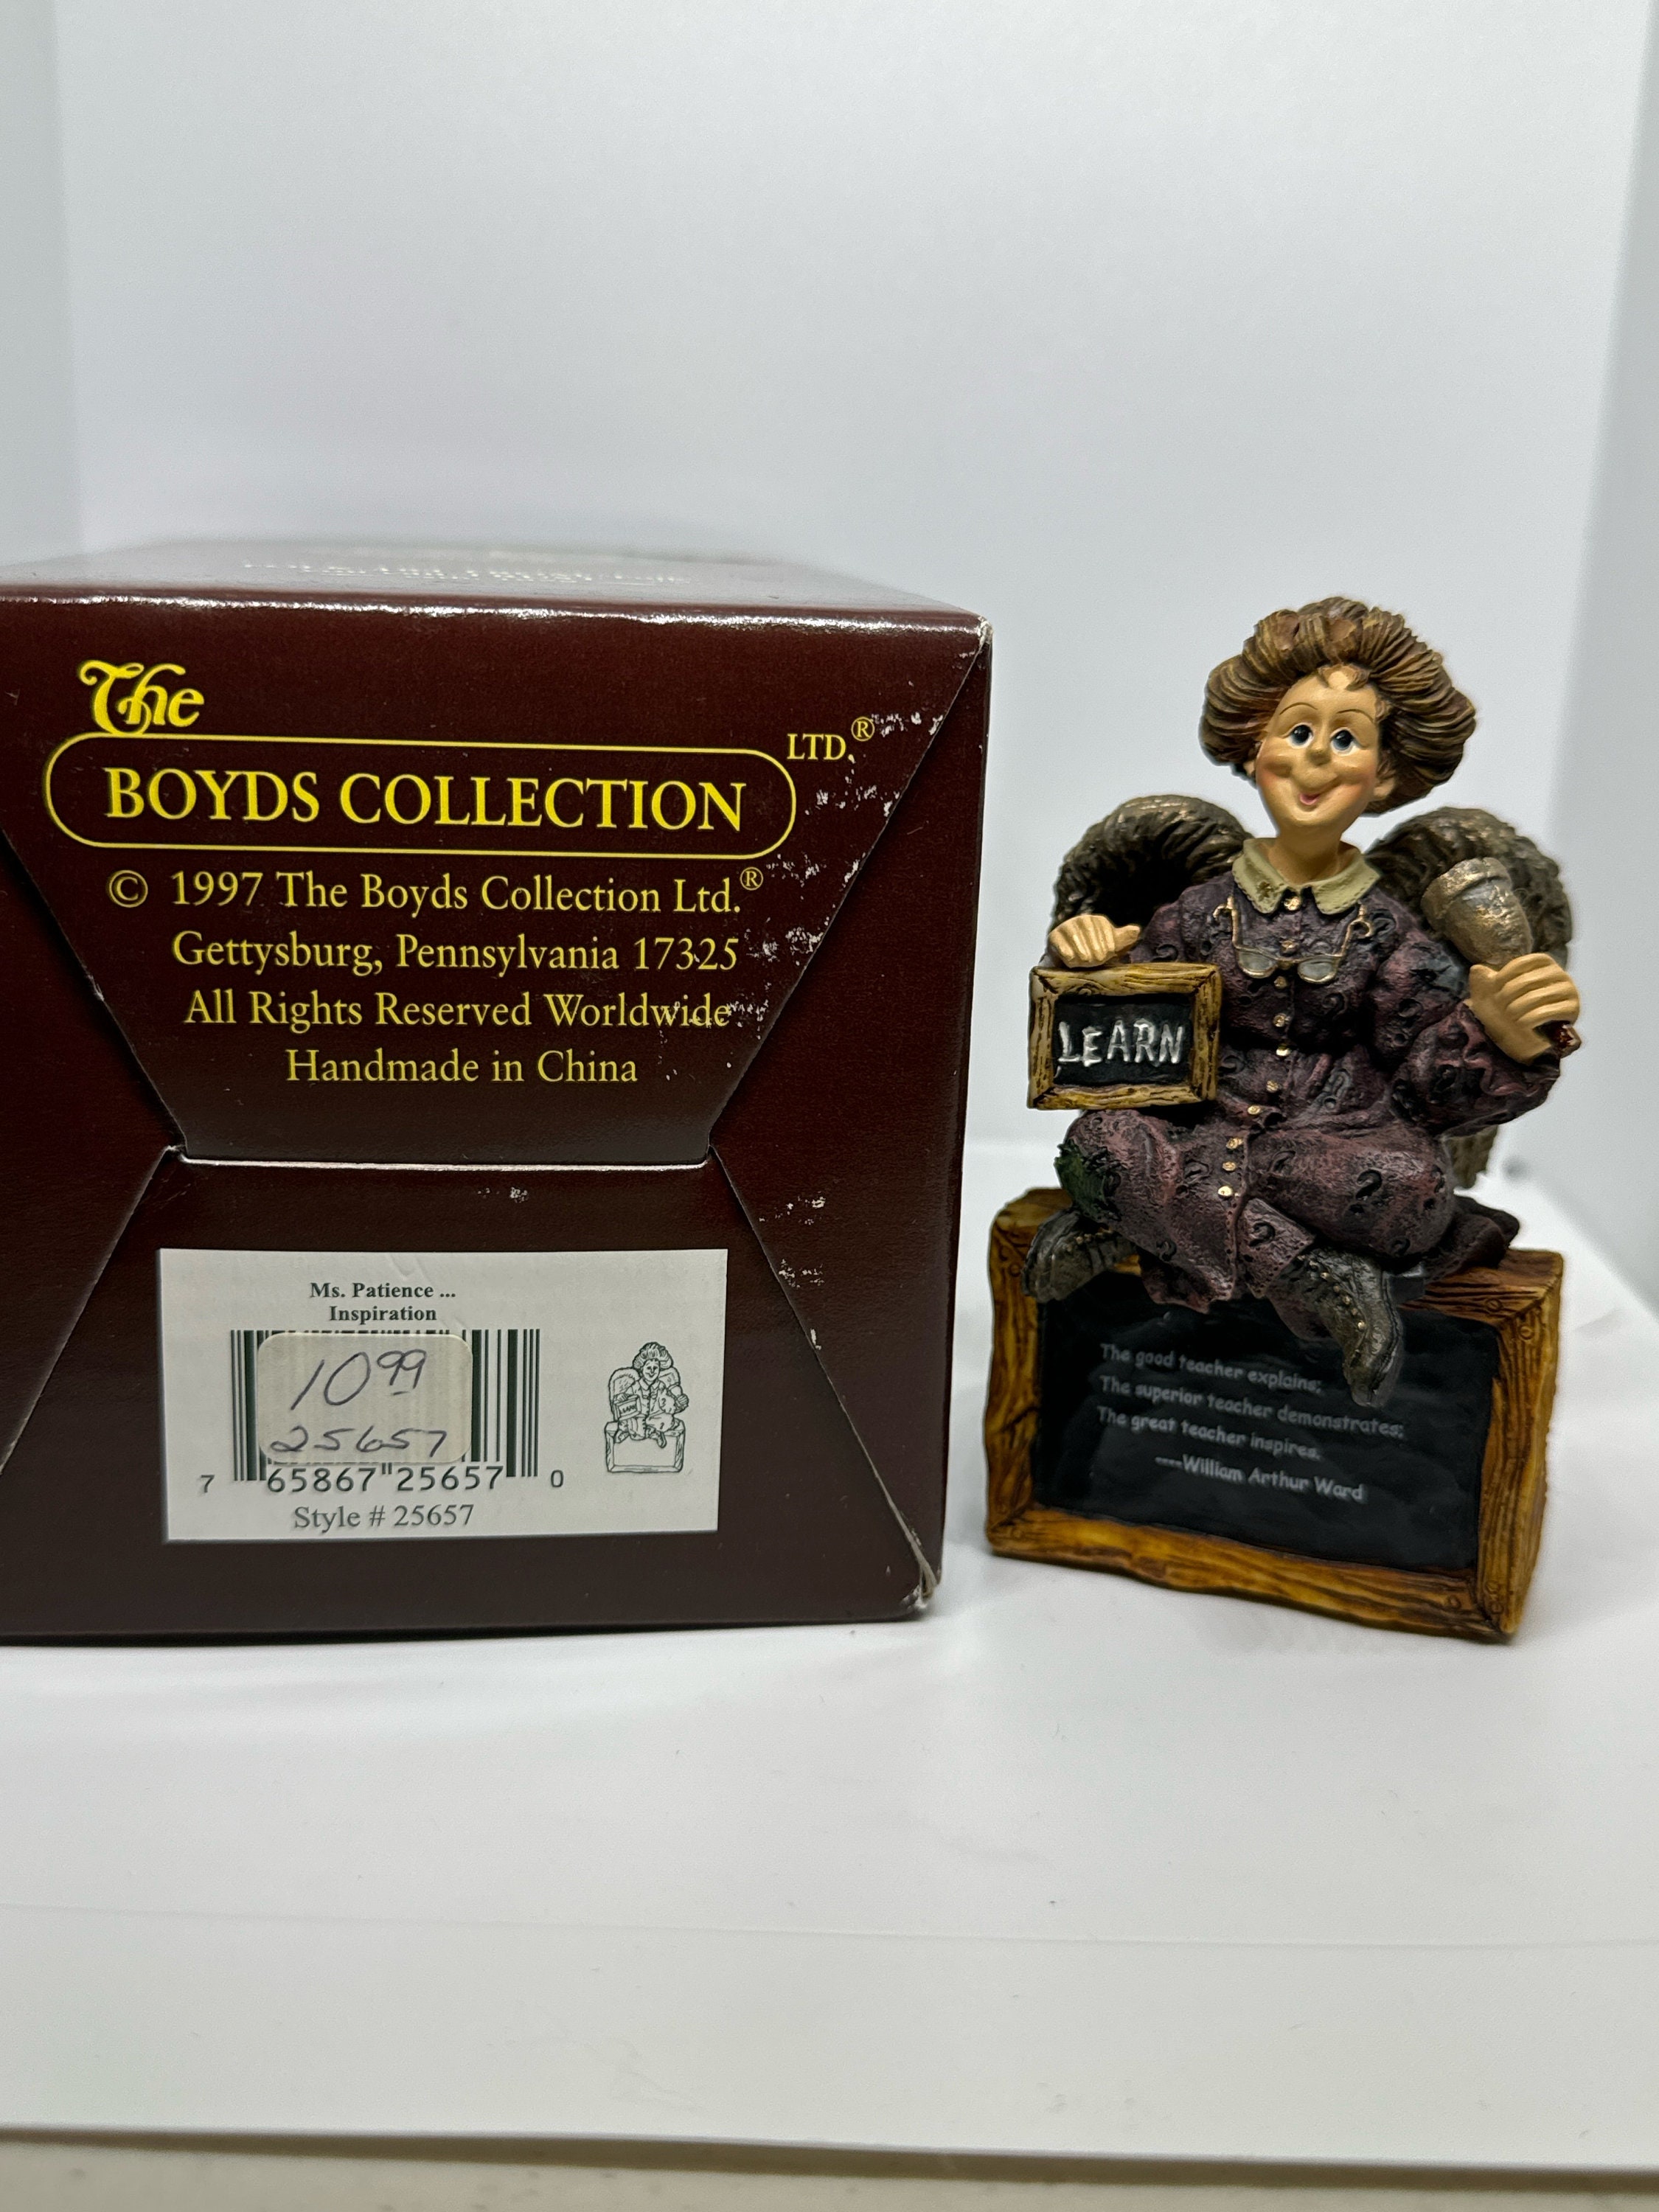 The
BOYDS COLLECTION LTD.®
© 1997 The Boyds Collection Ltd.®
Gettysburg, Pennsylvania 17325
All Rights Reserved Worldwide
Handmade in China
Ms. Patience ...
Inspiration
10.99
25657
7 65867 25657 0
Style # 25657
LEARN
The good teacher explains;
The superior teacher demonstrates;
The great teacher inspires.
----William Arthur Ward